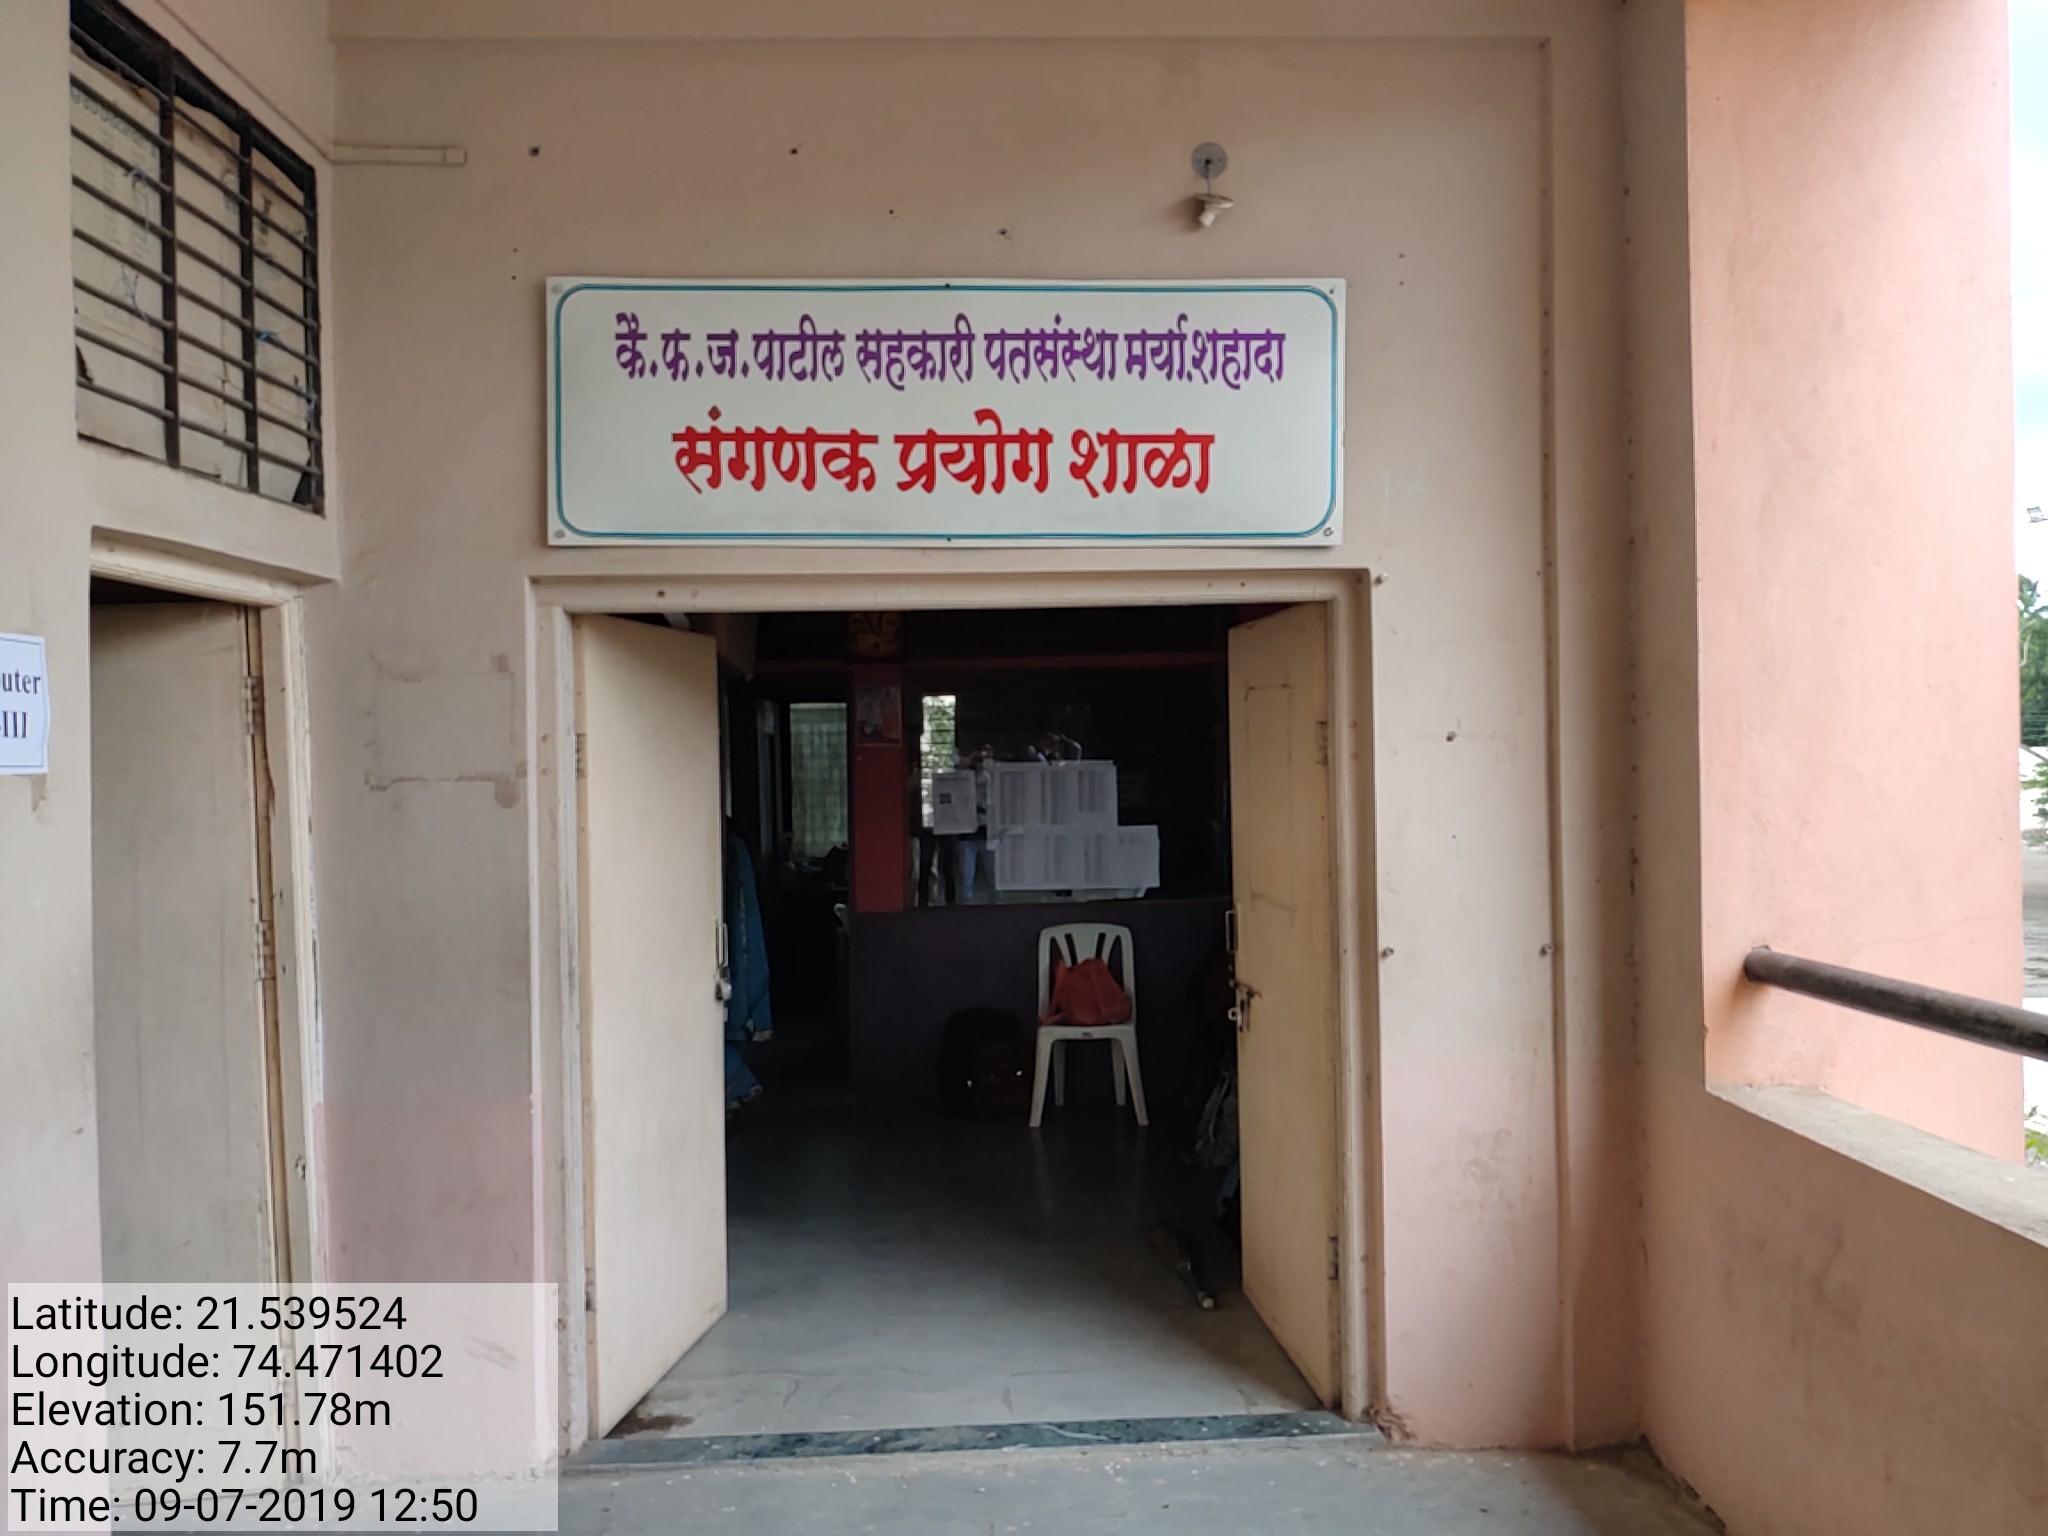 कै.फ.ज.पाटील सहकारी पतसंस्था मर्या.शहादा
संगणक प्रयोग शाळा
uter
III
Latitude: 21.539524
Longitude: 74.471402
Elevation: 151.78m
Accuracy: 7.7m
Time: 09-07-2019 12:50